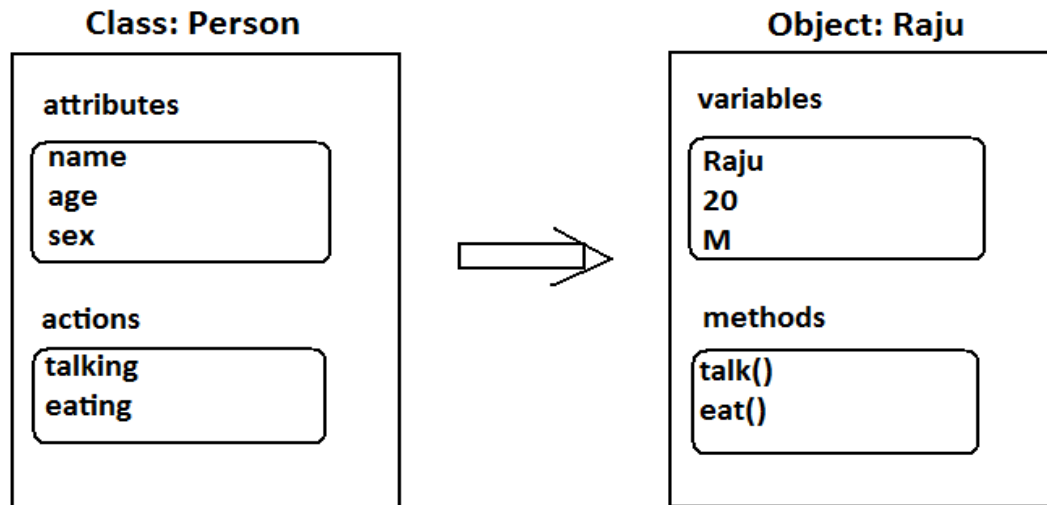 Class: Person
attributes
name
age
sex
actions
talking
eating
Object: Raju
variables
Raju
20
M
methods
talk()
eat()